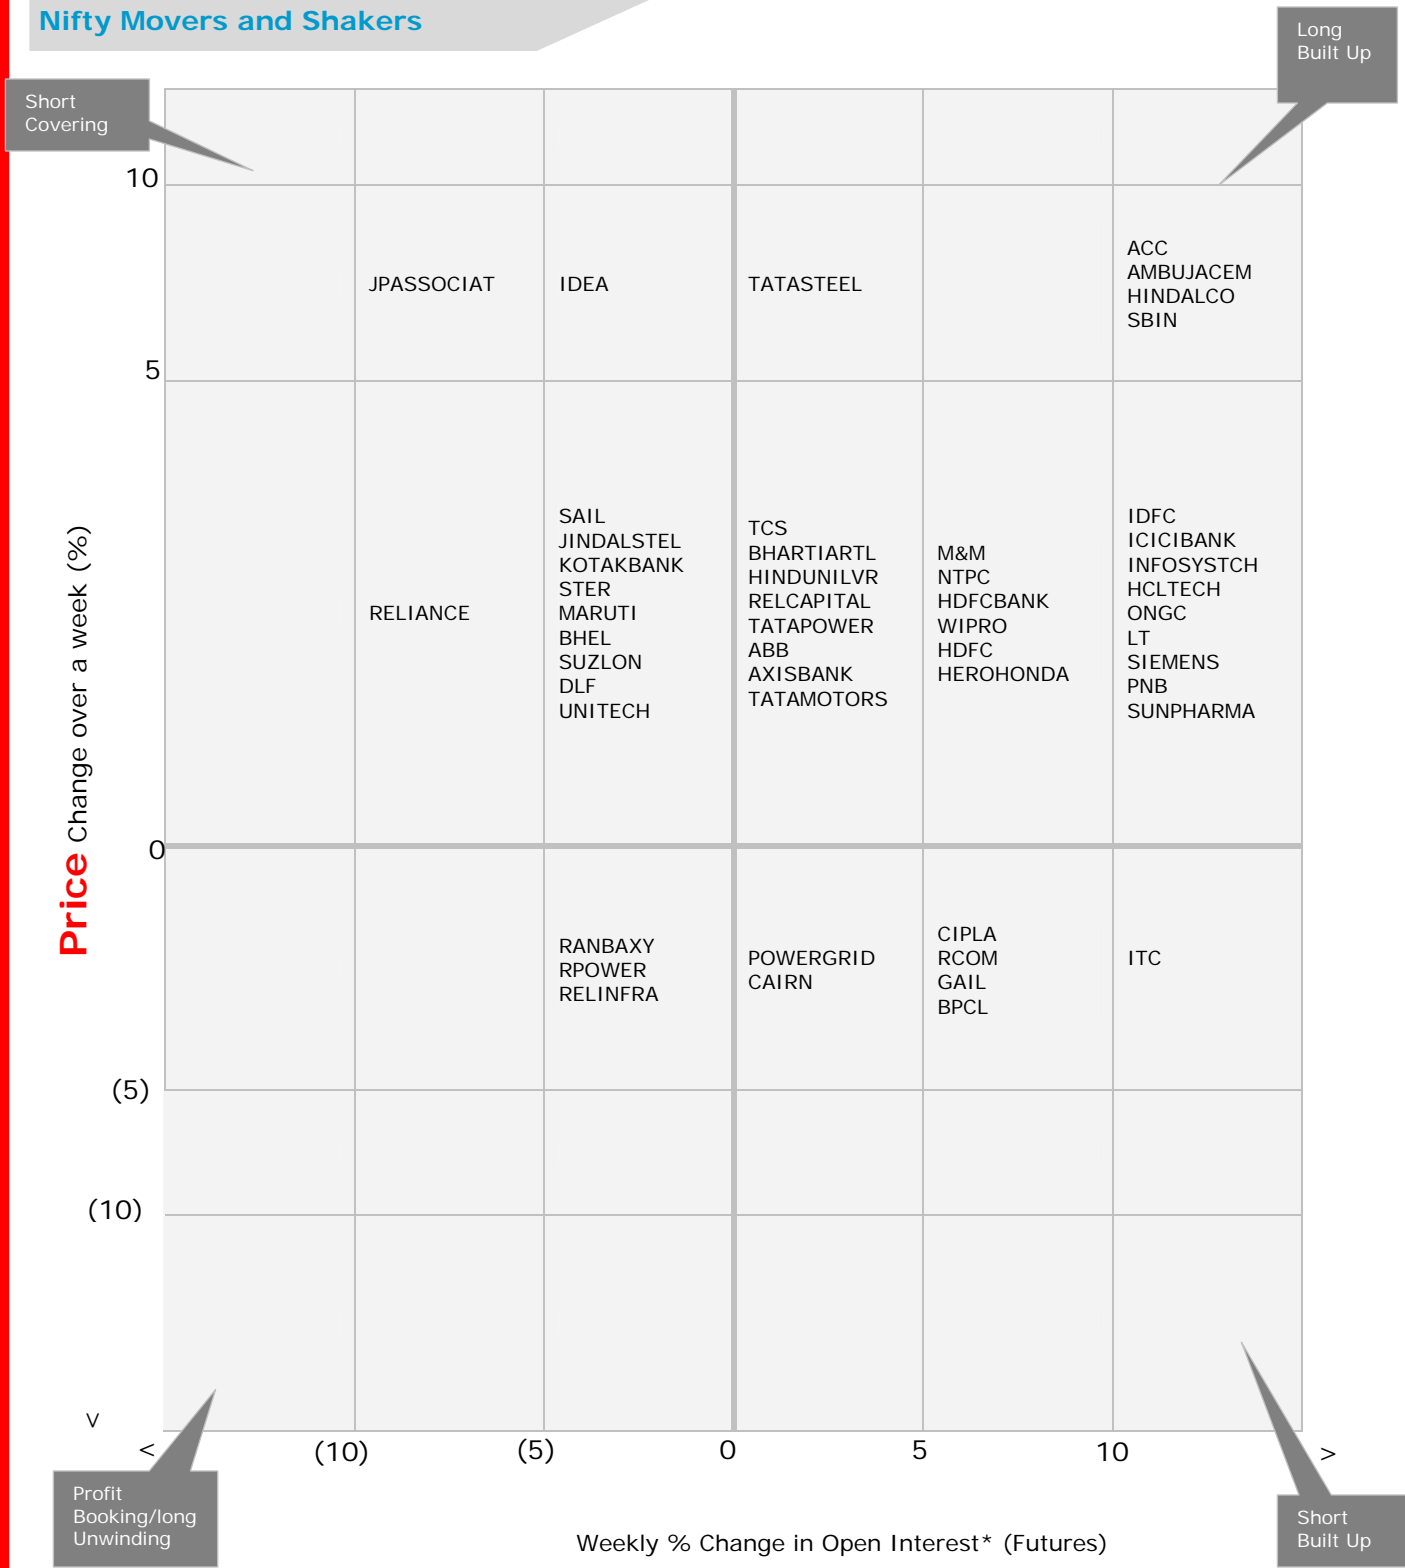 Nifty Movers and Shakers
Long
Built Up
Short
Covering
10
JPASSOCIAT
IDEA
TATASTEEL
ACC
AMBUJACEM
HINDALCO
SBIN
5
Price Change over a week (%)
RELIANCE
SAIL
JINDALSTEL
KOTAKBANK
STER
MARUTI
BHEL
SUZLON
DLF
UNITECH
TCS
BHARTIARTL
HINDUNILVR
RELCAPITAL
TATAPOWER
ABB
AXISBANK
TATAMOTORS
M&M
NTPC
HDFCBANK
WIPRO
HDFC
HEROHONDA
IDFC
ICICIBANK
INFOSYSTCH
HCLTECH
ONGC
LT
SIEMENS
PNB
SUNPHARMA
0
RANBAXY
RPOWER
RELINFRA
POWERGRID
CAIRN
CIPLA
RCOM
GAIL
BPCL
ITC
(5)
(10)
<
< (10) (5) 0 5 10 >
Profit
Booking/long
Unwinding
Short
Built Up
Weekly % Change in Open Interest* (Futures)